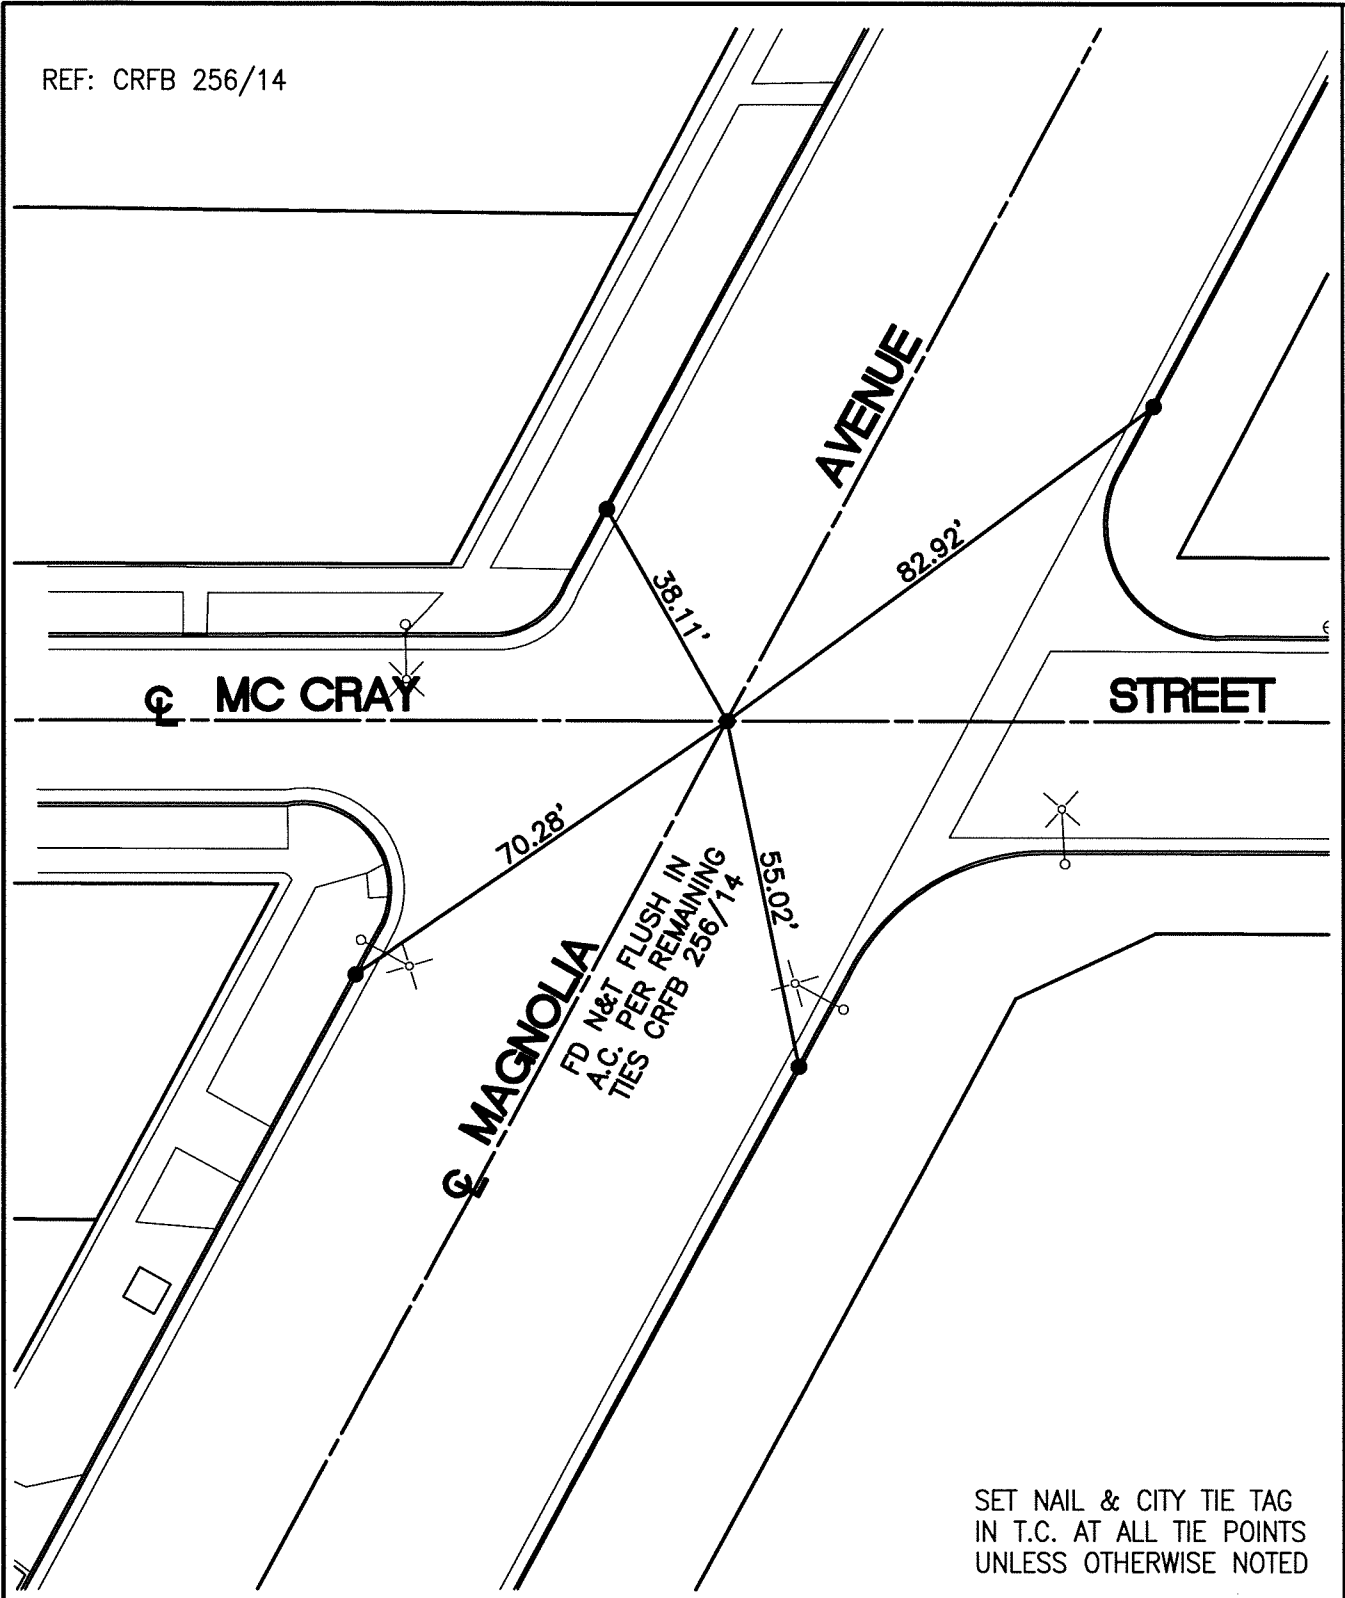 REF: CRFB 256/14
AVENUE
82.92'
38.11'
℄ MC CRAY
STREET
70.28'
55.02'
℄ MAGNOLIA
FD N&T FLUSH IN
A.C. PER REMAINING
TIES CRFB 256/14
SET NAIL & CITY TIE TAG
IN T.C. AT ALL TIE POINTS
UNLESS OTHERWISE NOTED